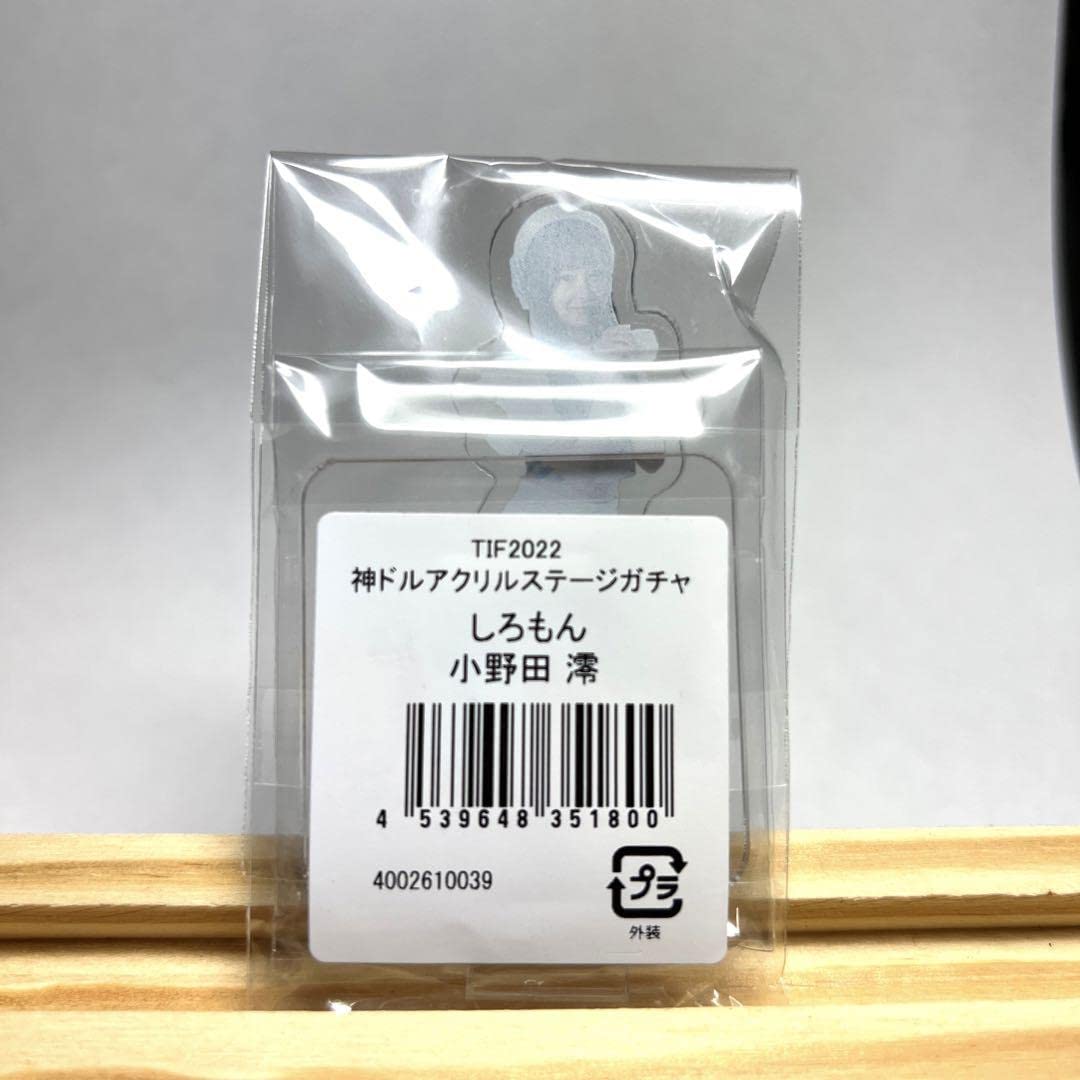 TIF2022
神ドルアクリルステージガチャ
しろもん
小野田 澪
4 539648 351800
4002610039
プラ
外装